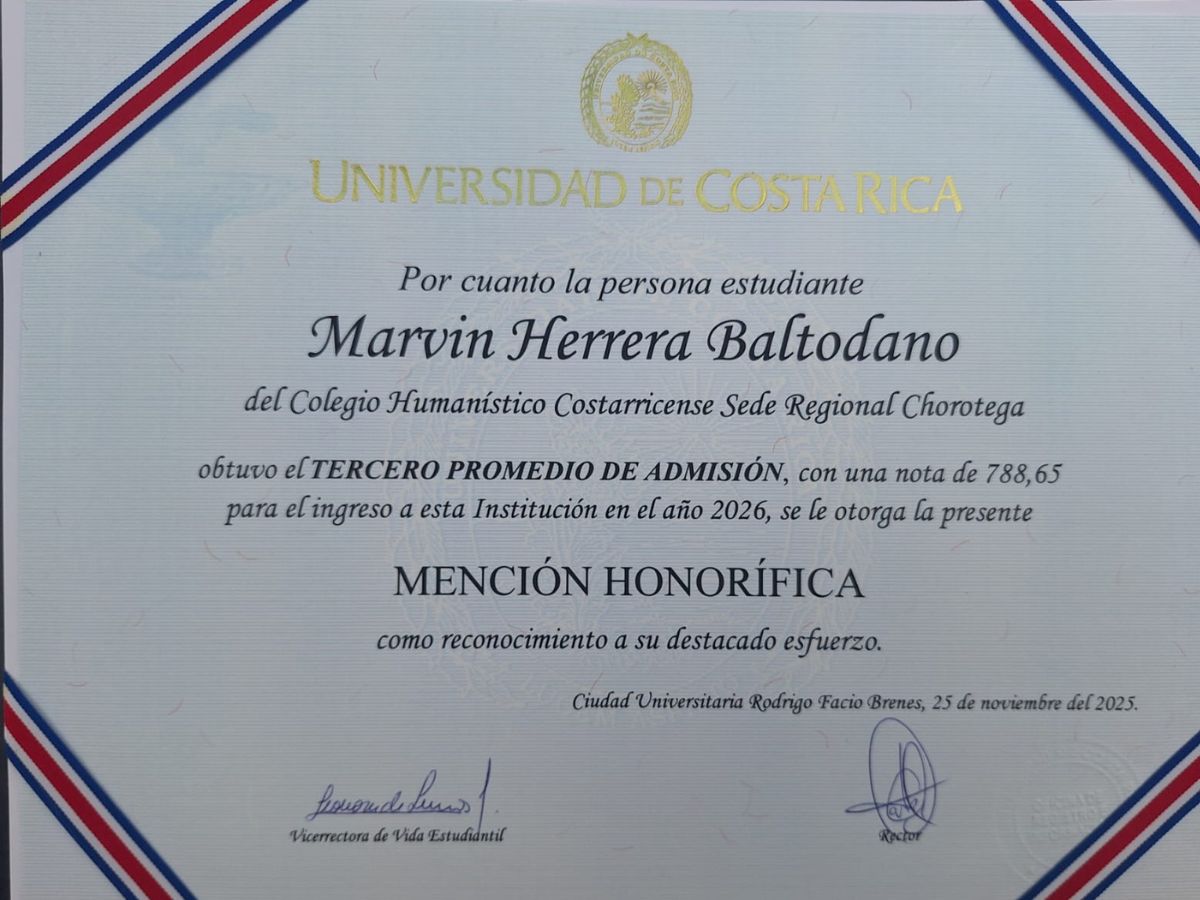 UNIVERSIDAD DE COSTA RICA
Por cuanto la persona estudiante
Marvin Herrera Baltodano
del Colegio Humanístico Costarricense Sede Regional Chorotega
obtuvo el TERCERO PROMEDIO DE ADMISIÓN, con una nota de 788,65
para el ingreso a esta Institución en el año 2026, se le otorga la presente
MENCIÓN HONORÍFICA
como reconocimiento a su destacado esfuerzo.
Ciudad Universitaria Rodrigo Facio Brenes, 25 de noviembre del 2025.
Vicerrectora de Vida Estudiantil
Rector